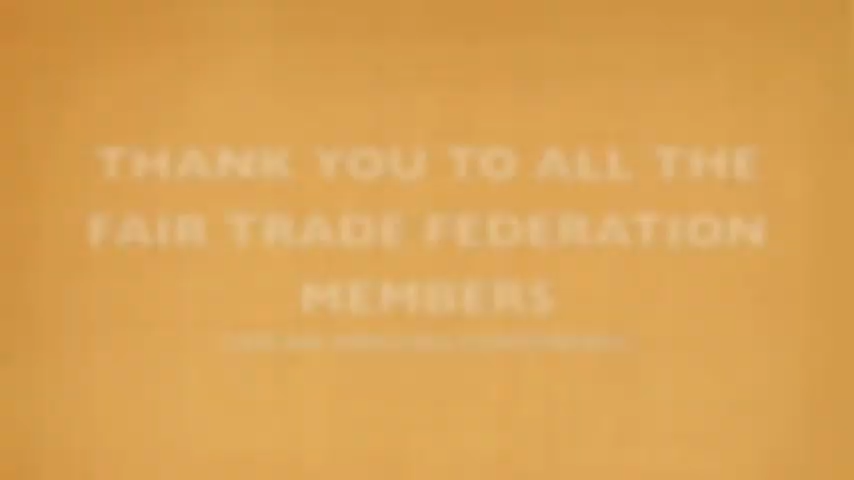 THANK YOU TO ALL THE
FAIR TRADE FEDERATION
MEMBERS